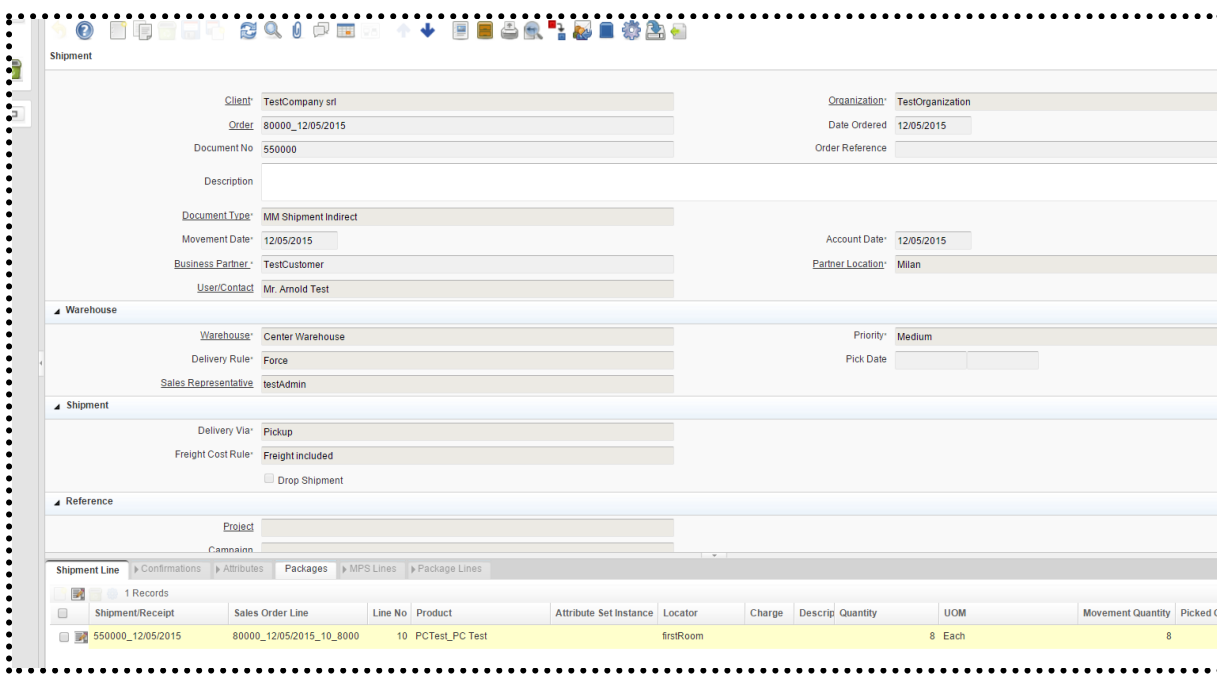 Shipment
Client* TestCompany srl Organization* TestOrganization
Order 80000_12/05/2015 Date Ordered 12/05/2015
Document No 550000 Order Reference
Description
Document Type* MM Shipment Indirect
Movement Date* 12/05/2015 Account Date* 12/05/2015
Business Partner* TestCustomer Partner Location* Milan
User/Contact Mr. Arnold Test
Warehouse
Warehouse* Center Warehouse Priority* Medium
Delivery Rule* Force Pick Date
Sales Representative testAdmin
Shipment
Delivery Via* Pickup
Freight Cost Rule* Freight included
Drop Shipment
Reference
Project
Campaign
Shipment Line Confirmations Attributes Packages MPS Lines Package Lines
1 Records
Shipment/Receipt Sales Order Line Line No Product Attribute Set Instance Locator Charge Descrip Quantity UOM Movement Quantity Picked
550000_12/05/2015 80000_12/05/2015_10_8000 10 PCTest_PC Test firstRoom 8 Each 8